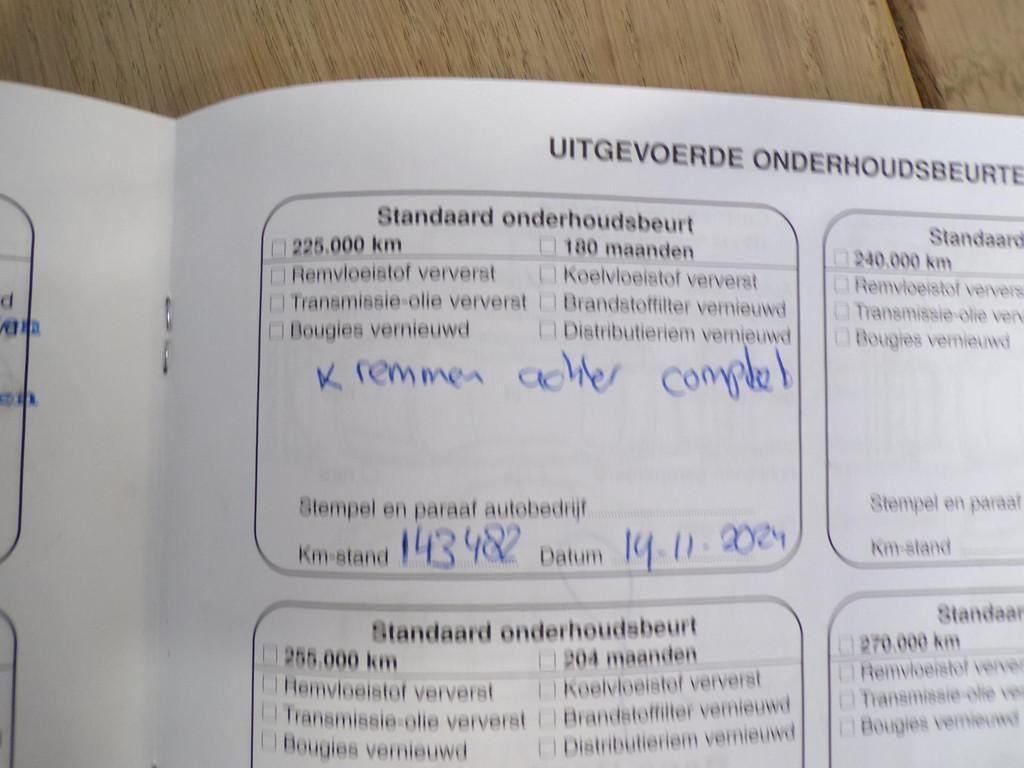 UITGEVOERDE ONDERHOUDSBEURTE
Standaard onderhoudsbeurt
225.000 km 180 maanden
Remvloeistof ververst Koelvloeistof ververst
Transmissie-olie ververst Brandstoffilter vernieuwd
Bougies vernieuwd Distributieriem vernieuwd
x remmen achter compleet
Stempel en paraaf autobedrijf
Km-stand 143482 Datum 14-11-2024
Standaard
240.000 km
Remvloeistof ververs
Transmissie-olie ver
Bougies vernieuwd
Stempel en paraaf
Km-stand
Standaard onderhoudsbeurt
255.000 km 204 maanden
Remvloeistof ververst Koelvloeistof ververst
Transmissie-olie ververst Brandstoffilter vernieuwd
Bougies vernieuwd Distributieriem vernieuwd
Standaar
270.000 km
Remvloeistof ververs
Transmissie-olie ve
Bougies vernieuwd